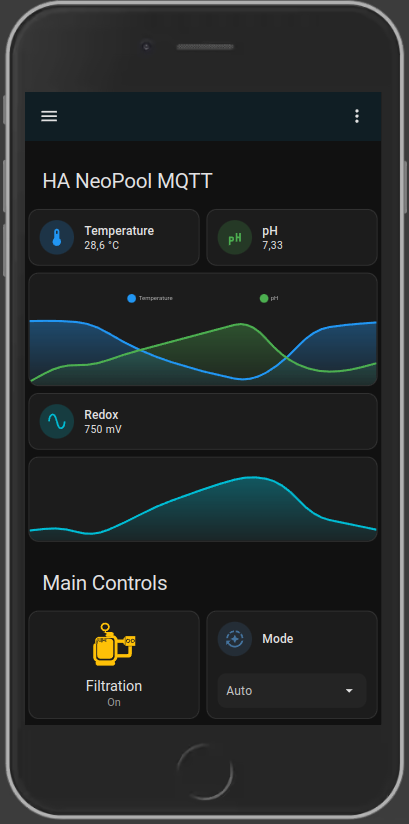 HA NeoPool MQTT
Temperature
28,6 °C
pH
pH
7,33
Temperature
pH
Redox
750 mV
Main Controls
Filtration
On
Mode
Auto